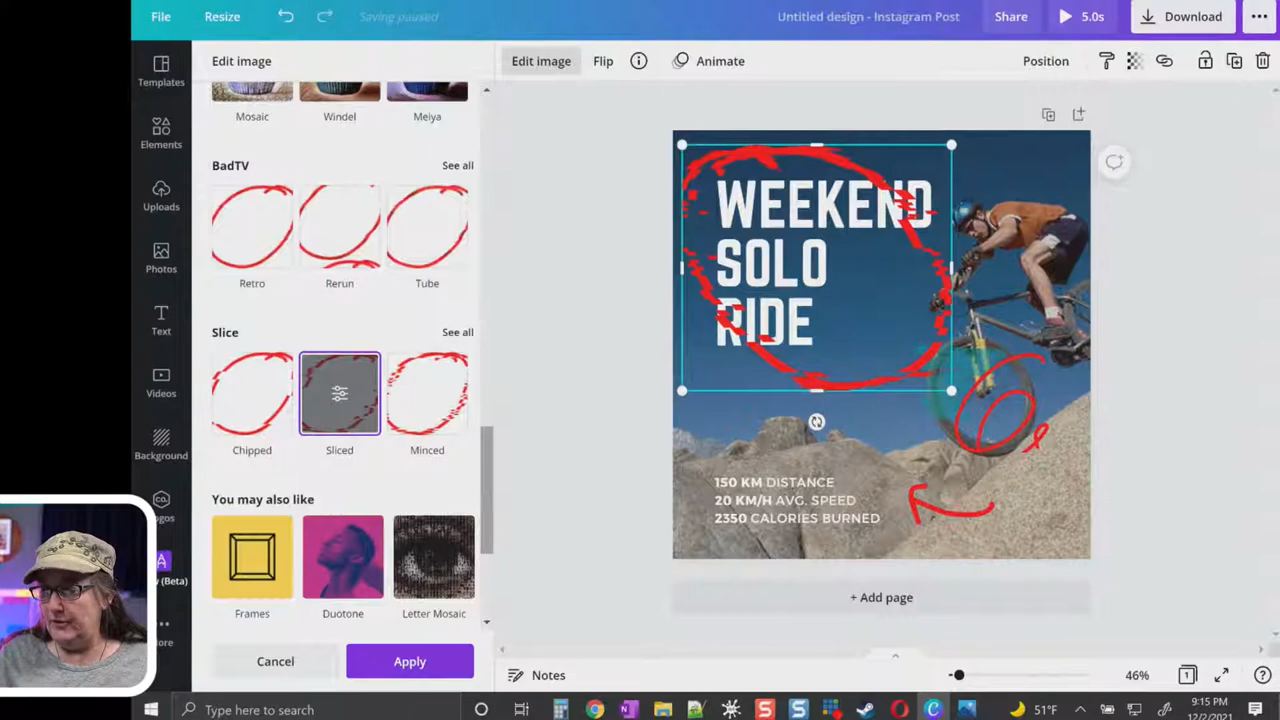 File
Resize
Saving paused
Untitled design - Instagram Post
Share
5.0s
Download
Templates
Elements
Uploads
Photos
Text
Videos
Background
ogos
w (Beta)
ore
Edit image
Mosaic
Windel
Meiya
BadTV
See all
Retro
Rerun
Tube
Slice
See all
Chipped
Sliced
Minced
You may also like
Frames
Duotone
Letter Mosaic
Cancel
Apply
Edit image
Flip
Animate
Position
WEEKEND
SOLO
RIDE
150 KM DISTANCE
20 KM/H AVG. SPEED
2350 CALORIES BURNED
+ Add page
Notes
46%
1
Type here to search
51°F
9:15 PM
12/2/2021